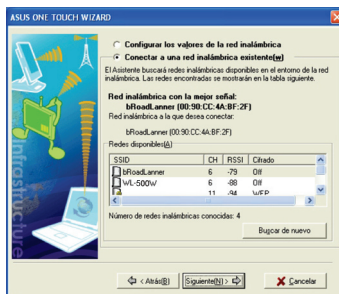 ASUS ONE TOUCH WIZARD
Configurar los valores de la red inalámbrica
Conectar a una red inalámbrica existente(w)
El Asistente buscará redes inalámbricas disponibles en el entorno de la red
inalámbrica. Las redes encontradas se mostrarán en la tabla siguiente.
Red inalámbrica con la mejor señal:
bRoadLanner (00:90:CC:4A:BF:2F)
Red inalámbrica a la que desea conectar:
bRoadLanner (00:90:CC:4A:BF:2F)
Redes disponibles(A)
SSID CH RSSI Cifrado
bRoadLanner 6 -79 Off
WL-500W 6 -88 Off
11 -94 WEP
Número de redes inalámbricas conocidas: 4
Buscar de nuevo
< Atrás(B) Siguiente(N) > Cancelar
Infrastructure